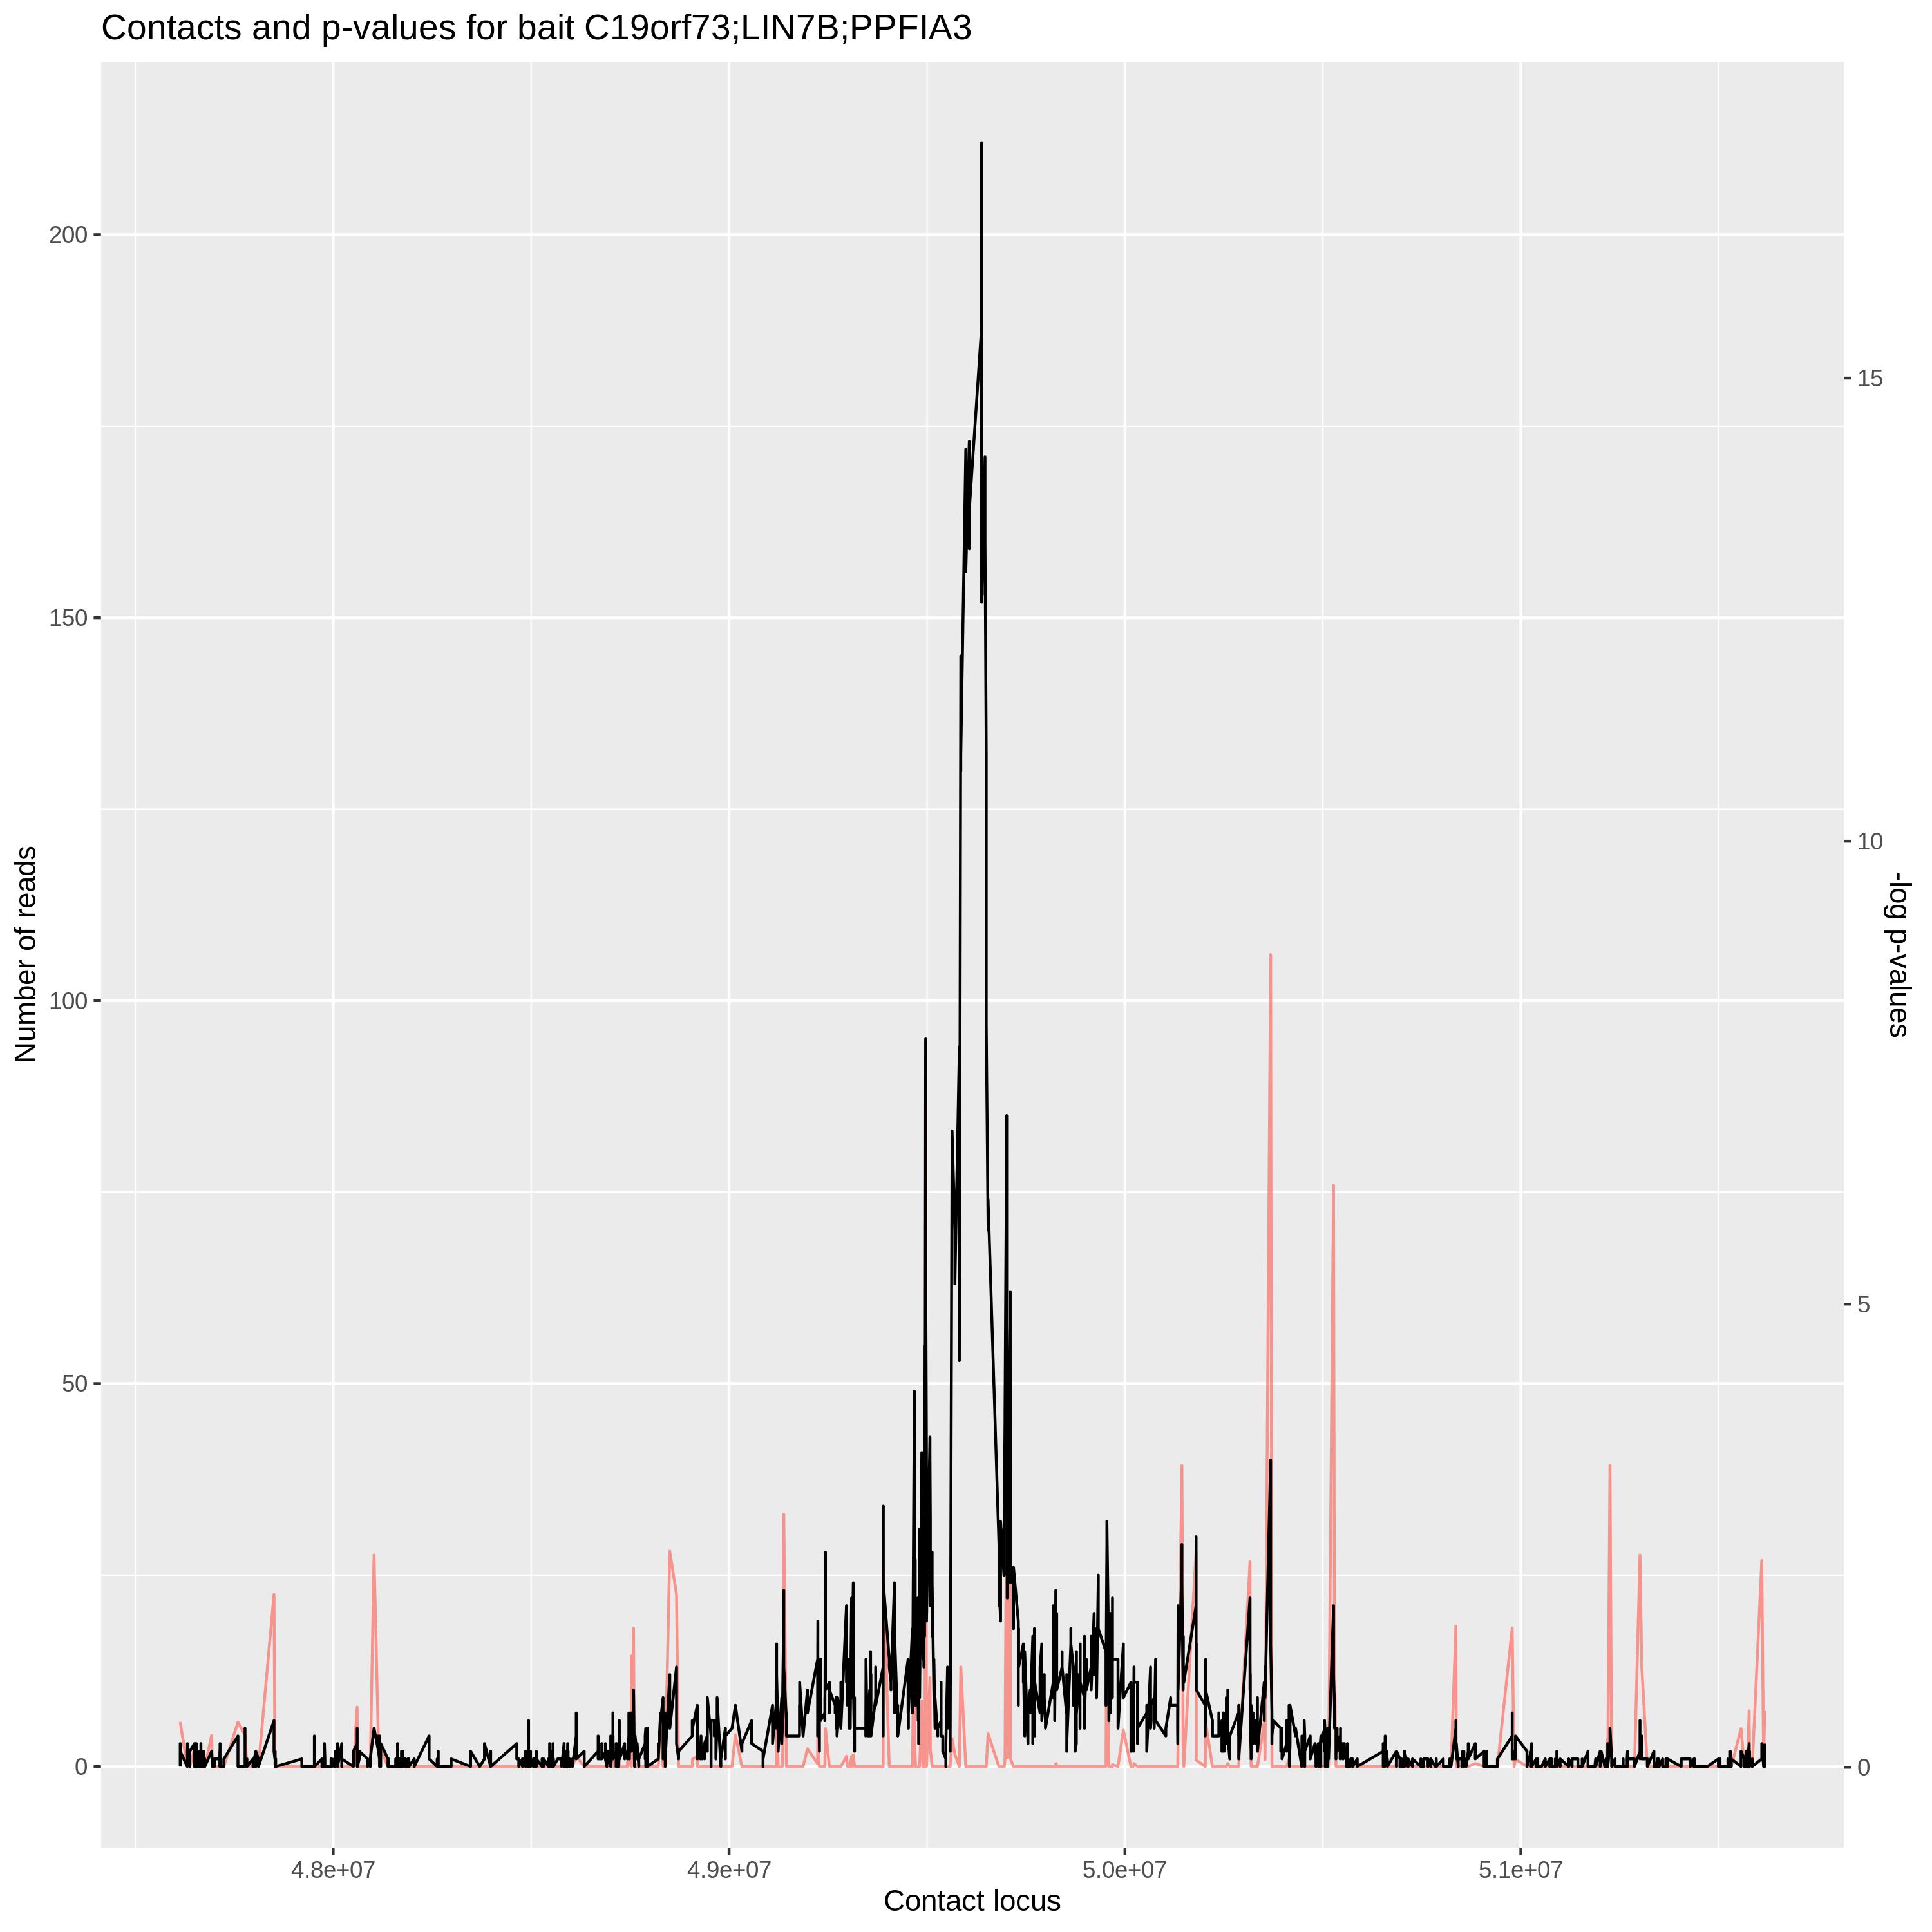 Contacts and p-values for bait C19orf73;LIN7B;PPFIA3
200
150
100
50
0
Number of reads
15
10
5
0
-log p-values
4.8e+07
4.9e+07
5.0e+07
5.1e+07
Contact locus